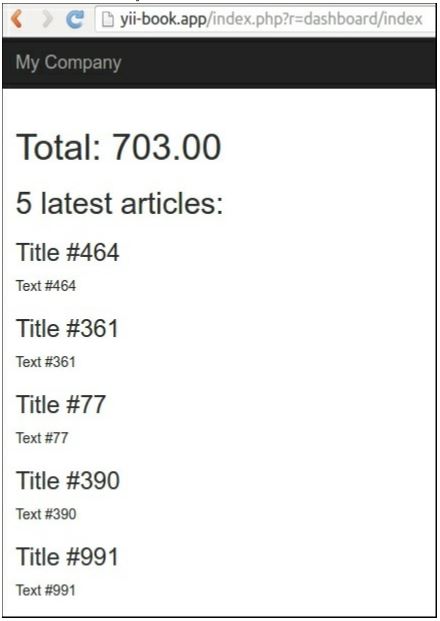 yii-book.app/index.php?r=dashboard/index
My Company
Total: 703.00
5 latest articles:
Title #464
Text #464
Title #361
Text #361
Title #77
Text #77
Title #390
Text #390
Title #991
Text #991